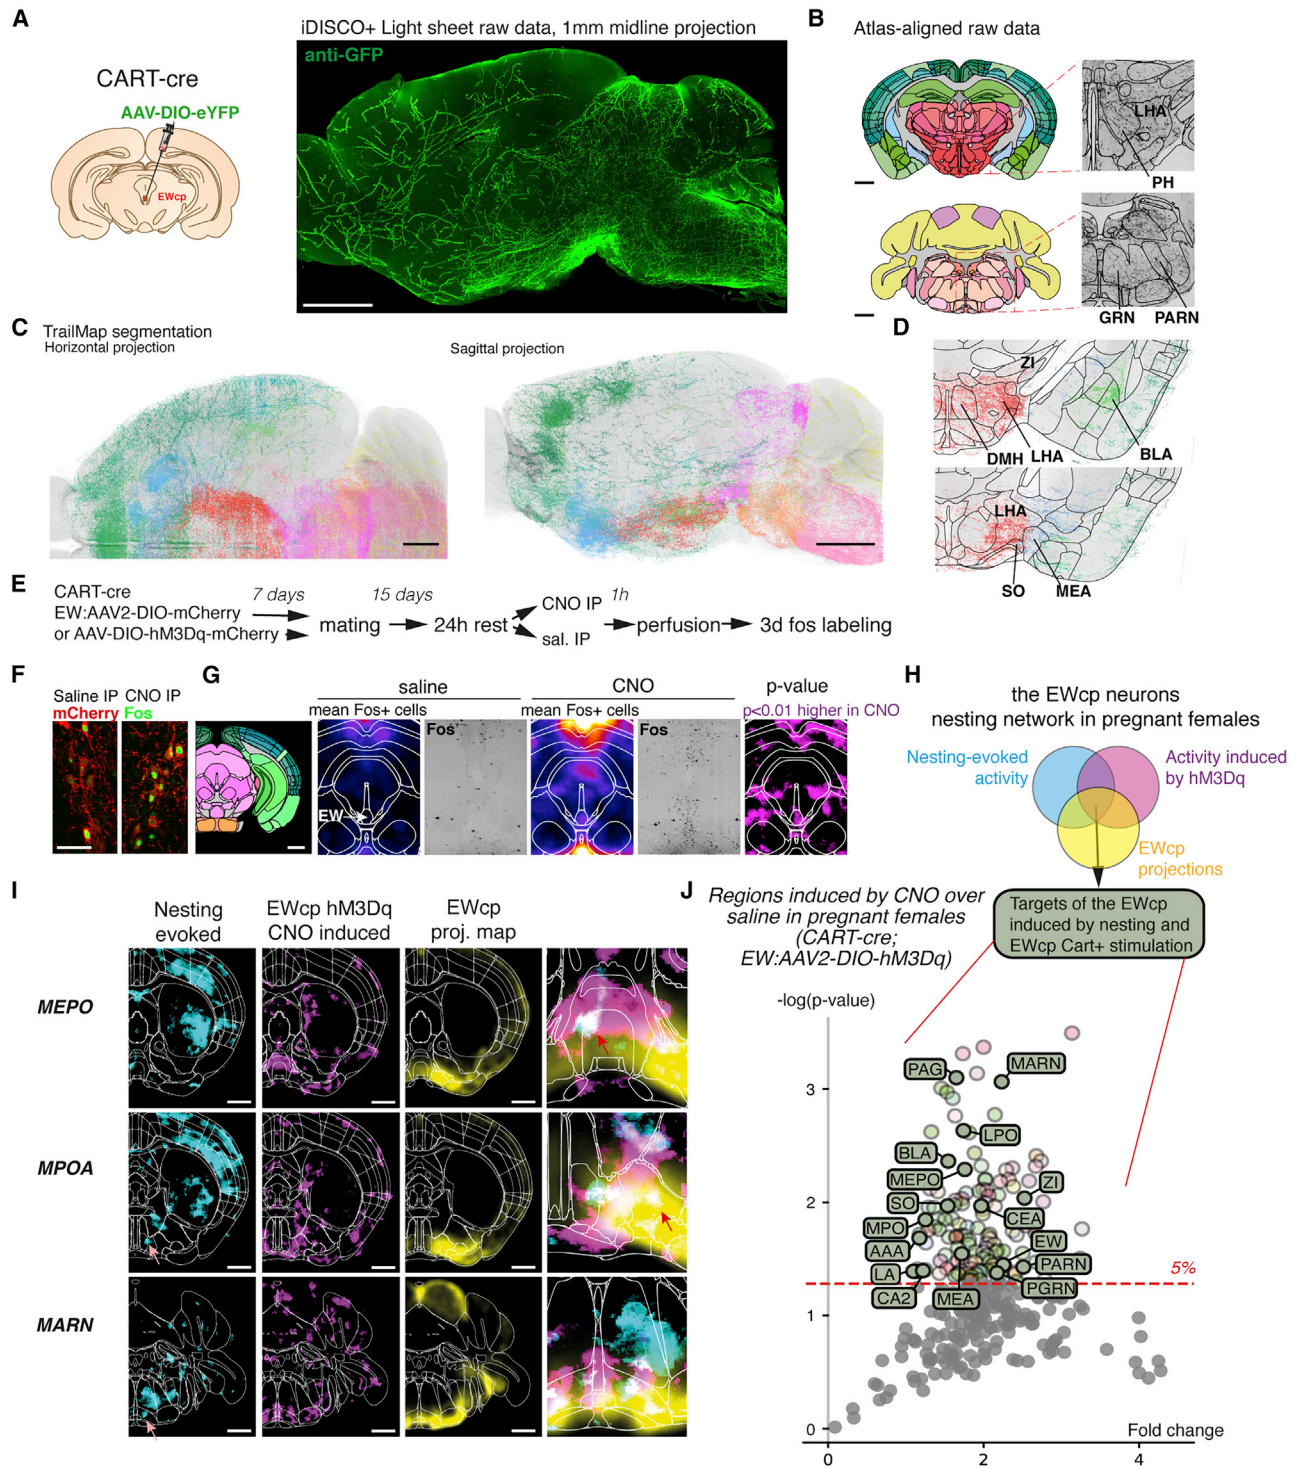 A
iDISCO+ Light sheet raw data, 1mm midline projection
anti-GFP
CART-cre
AAV-DIO-eYFP
EWcp
B
Atlas-aligned raw data
LHA
PH
GRN PARN
C
TrailMap segmentation
Horizontal projection
Sagittal projection
D
ZI
DMH LHA
BLA
LHA
SO
MEA
E
CART-cre
EW:AAV2-DIO-mCherry
or AAV-DIO-hM3Dq-mCherry
7 days
mating
15 days
24h rest
CNO IP
sal. IP
1h
perfusion
3d fos labeling
F
Saline IP CNO IP
mCherry Fos
G
saline
CNO
p-value
mean Fos+ cells
Fos
mean Fos+ cells
Fos
p<0.01 higher in CNO
EW
H
the EWcp neurons
nesting network in pregnant females
Nesting-evoked
activity
Activity induced
by hM3Dq
EWcp
projections
Targets of the EWcp
induced by nesting and
EWcp Cart+ stimulation
I
Nesting
evoked
EWcp hM3Dq
CNO induced
EWcp
proj. map
MEPO
MPOA
MARN
J
Regions induced by CNO over
saline in pregnant females
(CART-cre;
EW:AAV2-DIO-hM3Dq)
-log(p-value)
3
2
1
0
PAG
MARN
LPO
BLA
MEPO
ZI
SO
CEA
MPO
EW
AAA
PARN
LA
PGRN
CA2
MEA
5%
Fold change
0
2
4